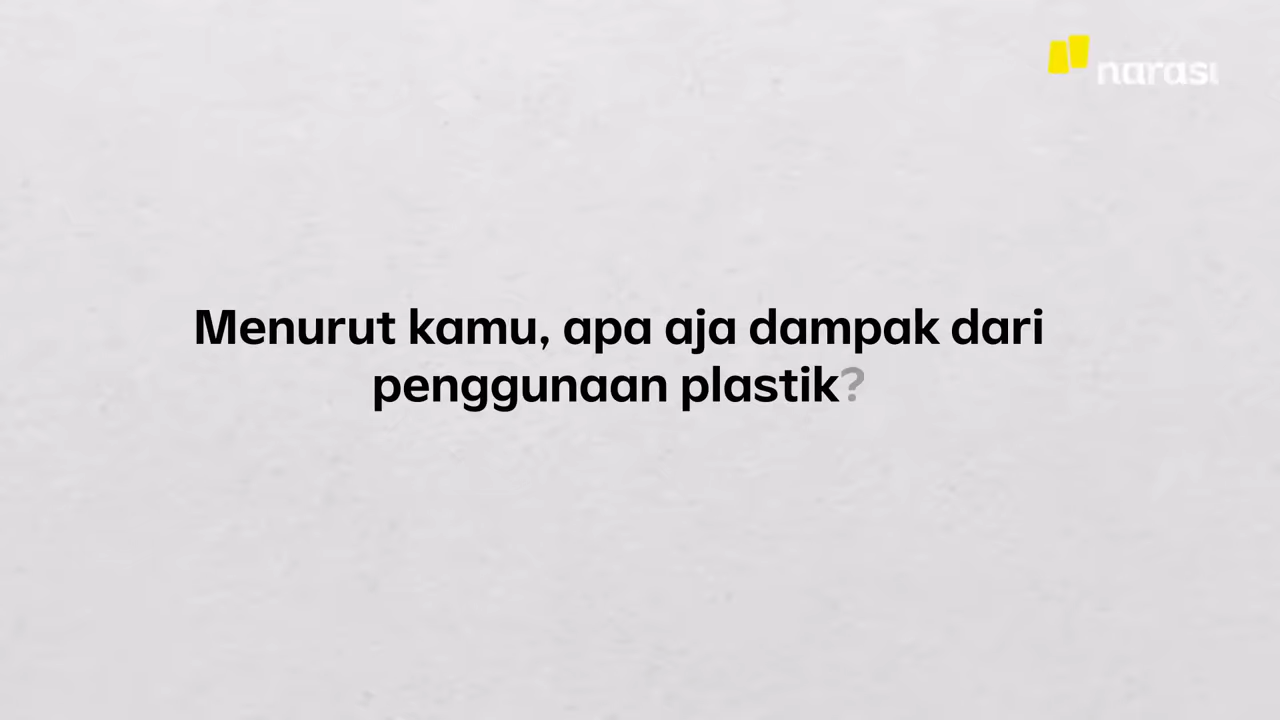 narasi
Menurut kamu, apa aja dampak dari
penggunaan plastik?